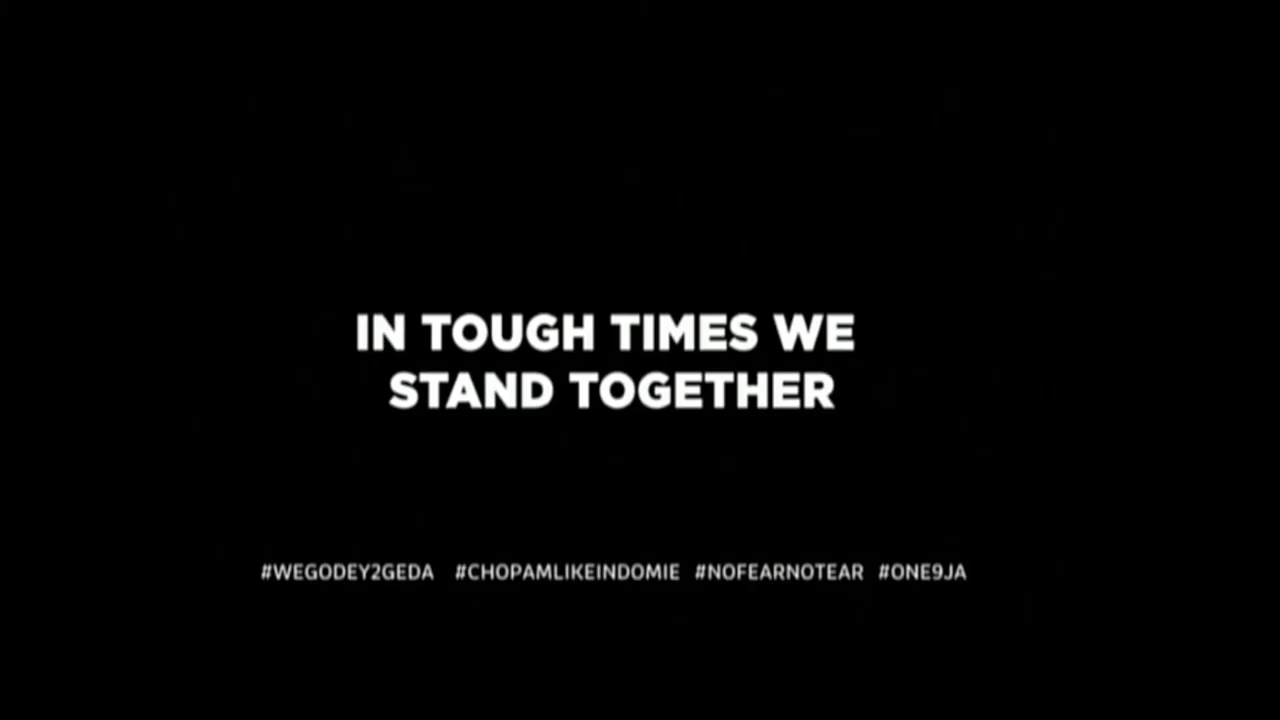 IN TOUGH TIMES WE
STAND TOGETHER
#WEGODEY2GEDA #CHOPAMLIKEINDOMIE #NOFEARNOTEAR #ONE9JA